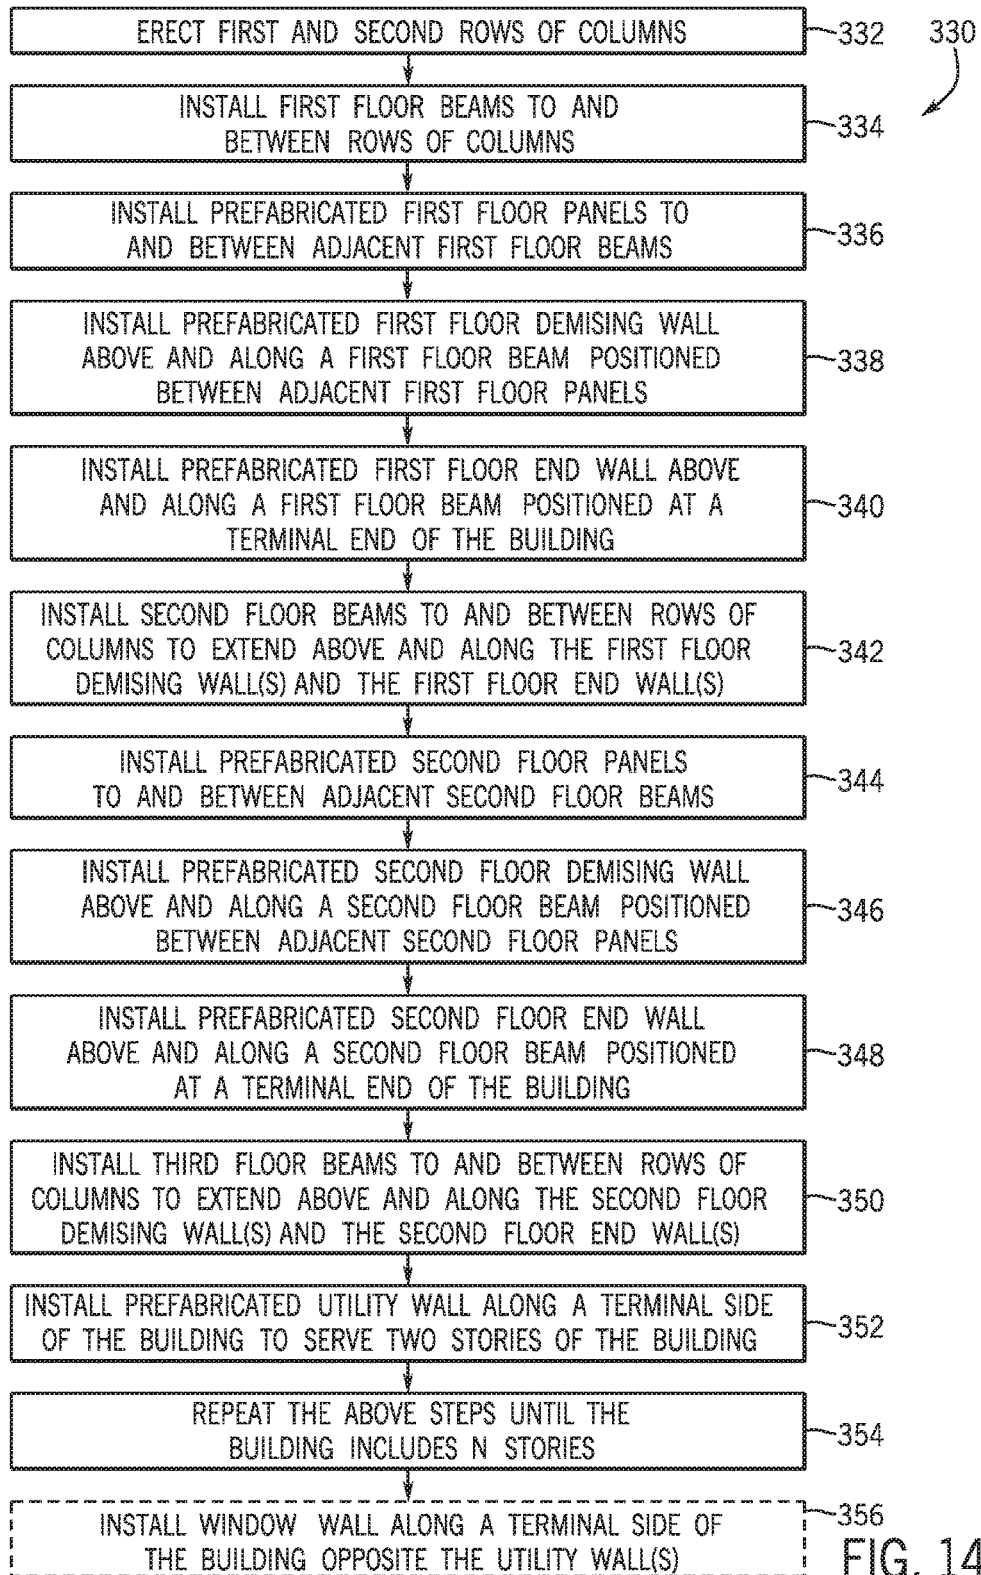 ERECT FIRST AND SECOND ROWS OF COLUMNS
332
330
INSTALL FIRST FLOOR BEAMS TO AND
BETWEEN ROWS OF COLUMNS
334
INSTALL PREFABRICATED FIRST FLOOR PANELS TO
AND BETWEEN ADJACENT FIRST FLOOR BEAMS
336
INSTALL PREFABRICATED FIRST FLOOR DEMISING WALL
ABOVE AND ALONG A FIRST FLOOR BEAM POSITIONED
BETWEEN ADJACENT FIRST FLOOR PANELS
338
INSTALL PREFABRICATED FIRST FLOOR END WALL ABOVE
AND ALONG A FIRST FLOOR BEAM POSITIONED AT A
TERMINAL END OF THE BUILDING
340
INSTALL SECOND FLOOR BEAMS TO AND BETWEEN ROWS OF
COLUMNS TO EXTEND ABOVE AND ALONG THE FIRST FLOOR
DEMISING WALL(S) AND THE FIRST FLOOR END WALL(S)
342
INSTALL PREFABRICATED SECOND FLOOR PANELS
TO AND BETWEEN ADJACENT SECOND FLOOR BEAMS
344
INSTALL PREFABRICATED SECOND FLOOR DEMISING WALL
ABOVE AND ALONG A SECOND FLOOR BEAM POSITIONED
BETWEEN ADJACENT SECOND FLOOR PANELS
346
INSTALL PREFABRICATED SECOND FLOOR END WALL
ABOVE AND ALONG A SECOND FLOOR BEAM POSITIONED
AT A TERMINAL END OF THE BUILDING
348
INSTALL THIRD FLOOR BEAMS TO AND BETWEEN ROWS OF
COLUMNS TO EXTEND ABOVE AND ALONG THE SECOND FLOOR
DEMISING WALL(S) AND THE SECOND FLOOR END WALL(S)
350
INSTALL PREFABRICATED UTILITY WALL ALONG A TERMINAL SIDE
OF THE BUILDING TO SERVE TWO STORIES OF THE BUILDING
352
REPEAT THE ABOVE STEPS UNTIL THE
BUILDING INCLUDES N STORIES
354
INSTALL WINDOW WALL ALONG A TERMINAL SIDE OF
THE BUILDING OPPOSITE THE UTILITY WALL(S)
356
FIG. 14